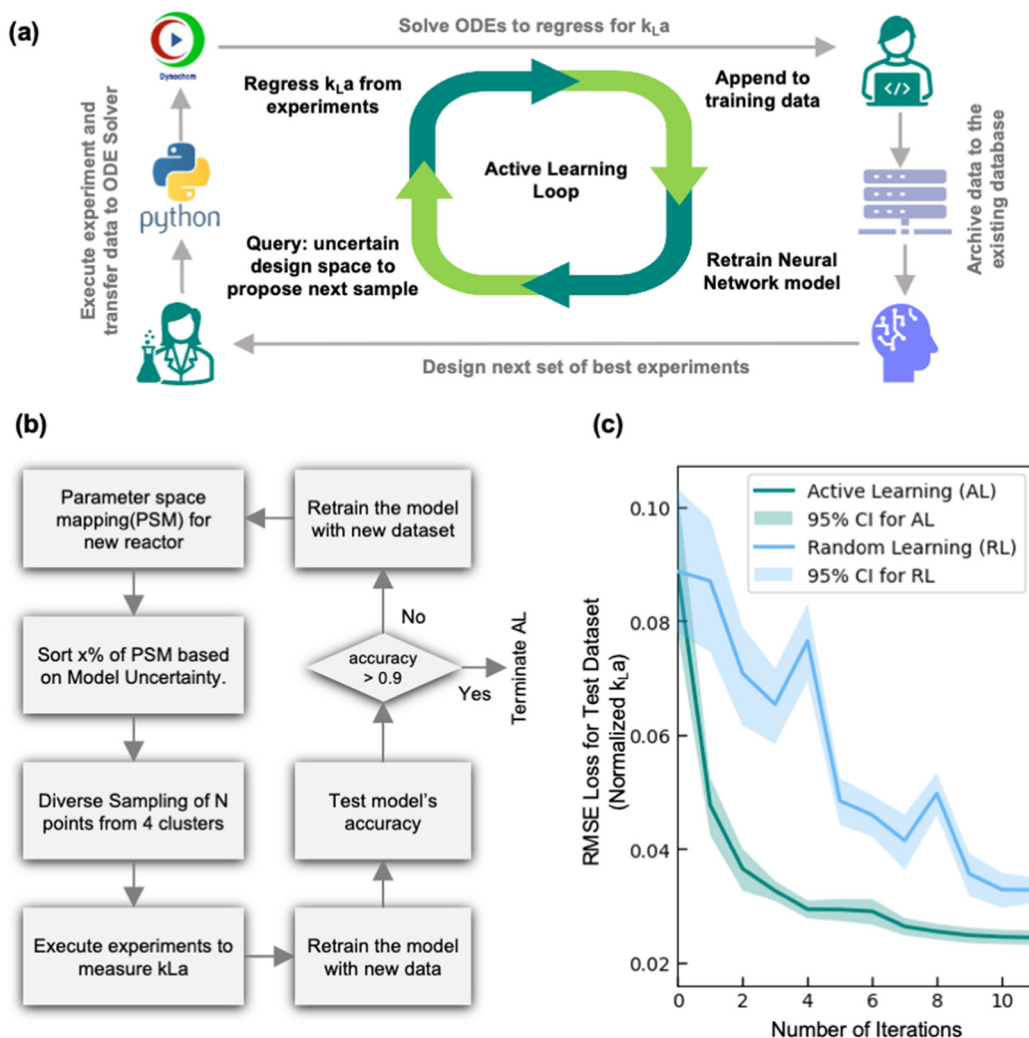 (a)
Dynochem
Solve ODEs to regress for kLa
Regress kLa from
experiments
Append to
training data
</>
Execute experiment and
transfer data to ODE Solver
python
Active Learning
Loop
Archive data to the
existing database
Query: uncertain
design space to
propose next sample
Retrain Neural
Network model
Design next set of best experiments
(b)
Parameter space
mapping(PSM) for
new reactor
Sort x% of PSM based
on Model Uncertainty.
Diverse Sampling of N
points from 4 clusters
Execute experiments to
measure kLa
Retrain the model
with new data
Test model's
accuracy
accuracy
> 0.9
No
Yes
Terminate AL
Retrain the model
with new dataset
(c)
Active Learning (AL)
95% CI for AL
Random Learning (RL)
95% CI for RL
RMSE Loss for Test Dataset
(Normalized kLa)
0.10
0.08
0.06
0.04
0.02
0 2 4 6 8 10
Number of Iterations